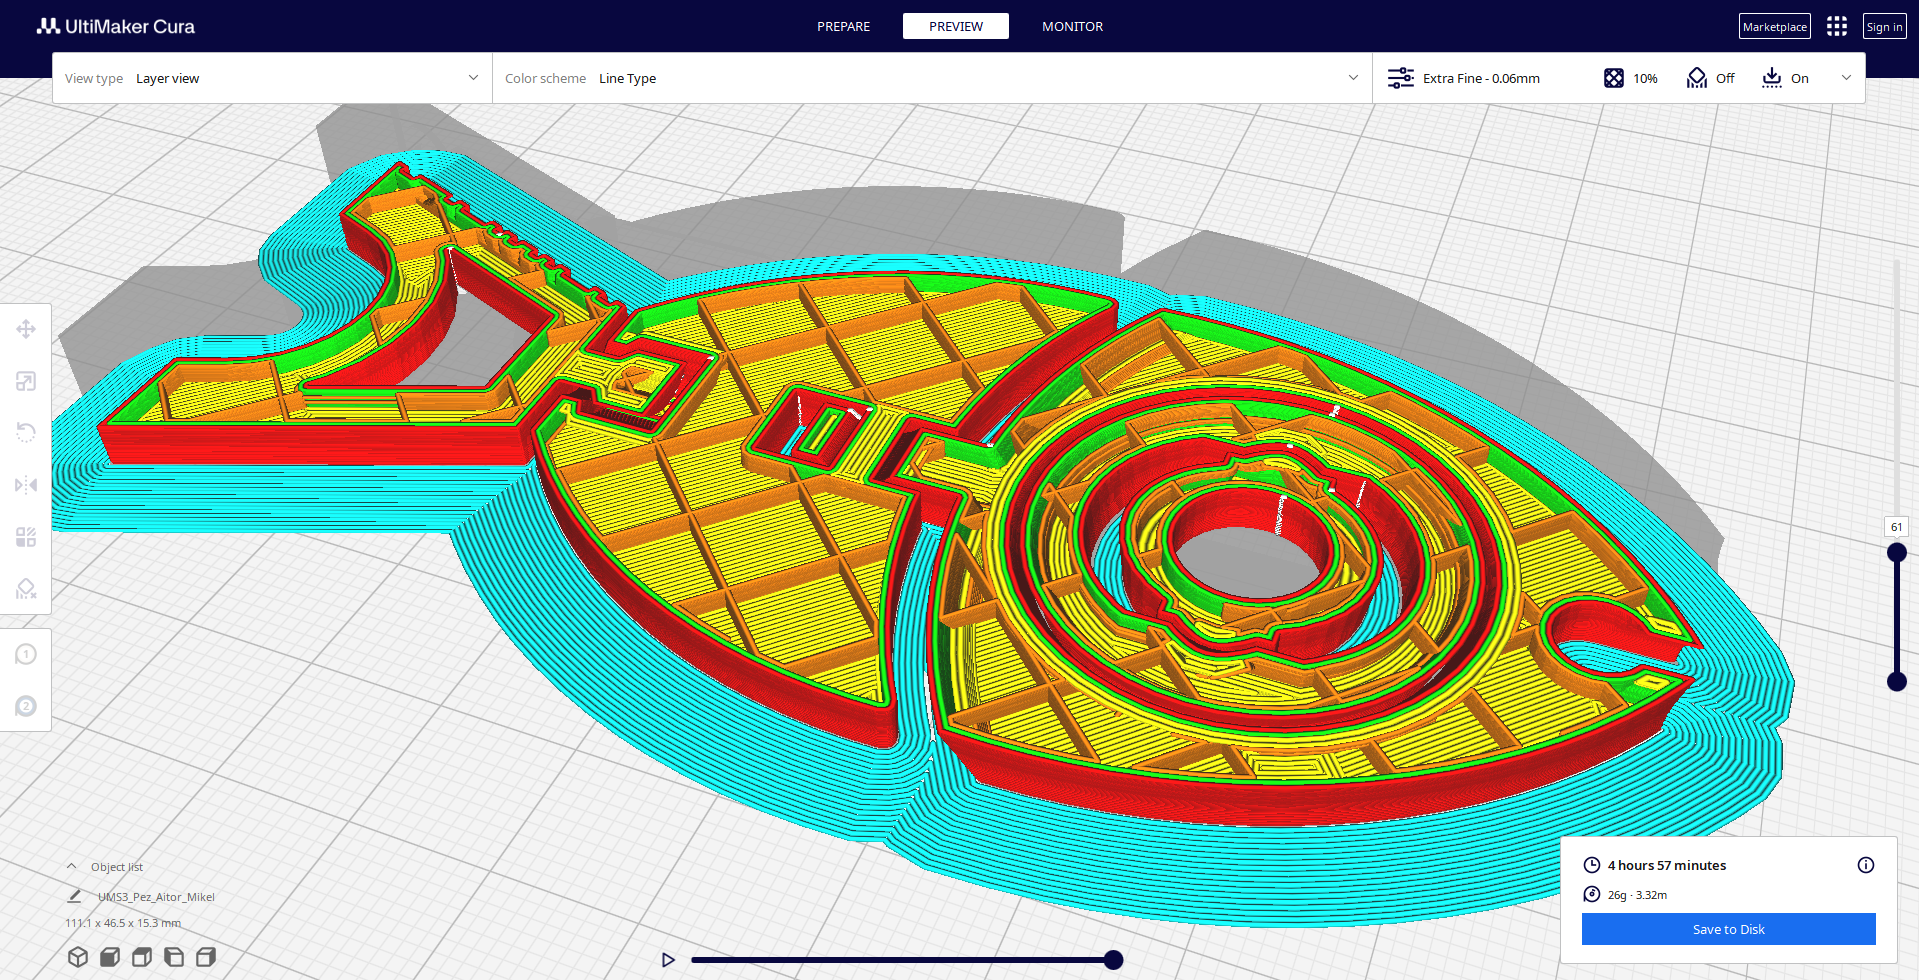 UltiMaker Cura
PREPARE
PREVIEW
MONITOR
Marketplace
Sign in
View type Layer view
Color scheme Line Type
Extra Fine - 0.06mm
10%
Off
On
61
1
2
Object list
UMS3_Pez_Aitor_Mikel
111.1 x 46.5 x 15.3 mm
4 hours 57 minutes
26g · 3.32m
Save to Disk